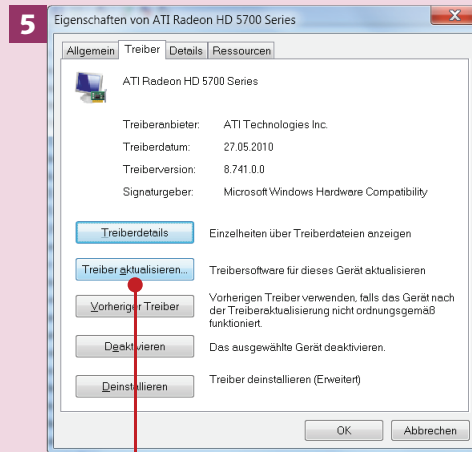 5
Eigenschaften von ATI Radeon HD 5700 Series
Allgemein Treiber Details Ressourcen
ATI Radeon HD 5700 Series
Treiberanbieter: ATI Technologies Inc.
Treiberdatum: 27.05.2010
Treiberversion: 8.741.0.0
Signaturgeber: Microsoft Windows Hardware Compatibility
Treiberdetails Einzelheiten über Treiberdateien anzeigen
Treiber aktualisieren... Treibersoftware für dieses Gerät aktualisieren
Vorheriger Treiber Vorherigen Treiber verwenden, falls das Gerät nach
der Treiberaktualisierung nicht ordnungsgemäß
funktioniert.
Deaktivieren Das ausgewählte Gerät deaktivieren.
Deinstallieren Treiber deinstallieren (Erweitert)
OK Abbrechen